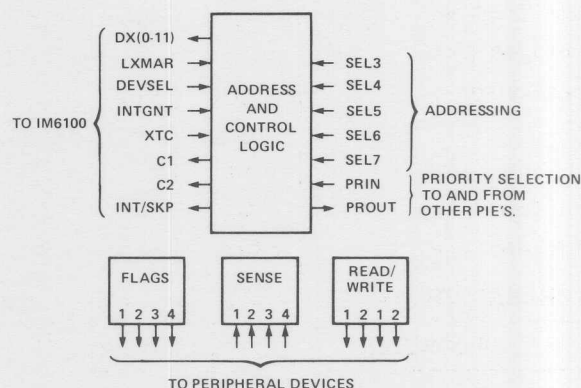 DX(0-11)
LXMAR
DEVSEL
INTGNT
XTC
C1
C2
INT/SKP
TO IM6100
ADDRESS
AND
CONTROL
LOGIC
SEL3
SEL4
SEL5
SEL6
SEL7
PRIN
PROUT
ADDRESSING
PRIORITY SELECTION
TO AND FROM
OTHER PIE'S.
FLAGS
1 2 3 4
SENSE
1 2 3 4
READ/
WRITE
1 2 1 2
TO PERIPHERAL DEVICES